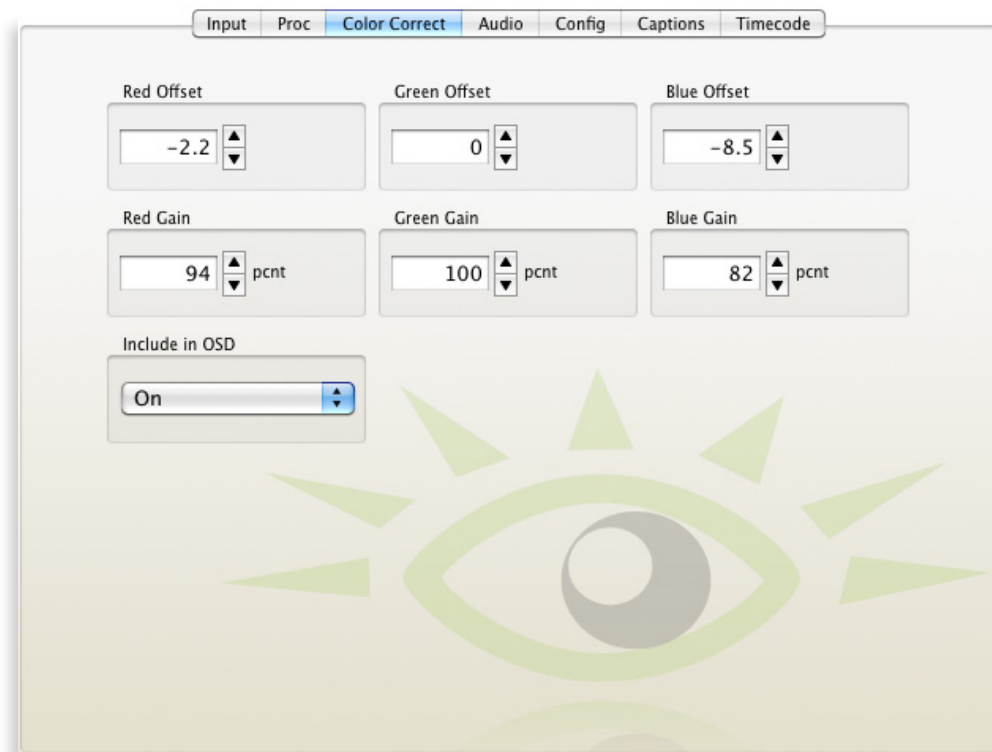 Input Proc Color Correct Audio Config Captions Timecode
Red Offset Green Offset Blue Offset
-2.2 0 -8.5
Red Gain Green Gain Blue Gain
94 pcnt 100 pcnt 82 pcnt
Include in OSD
On